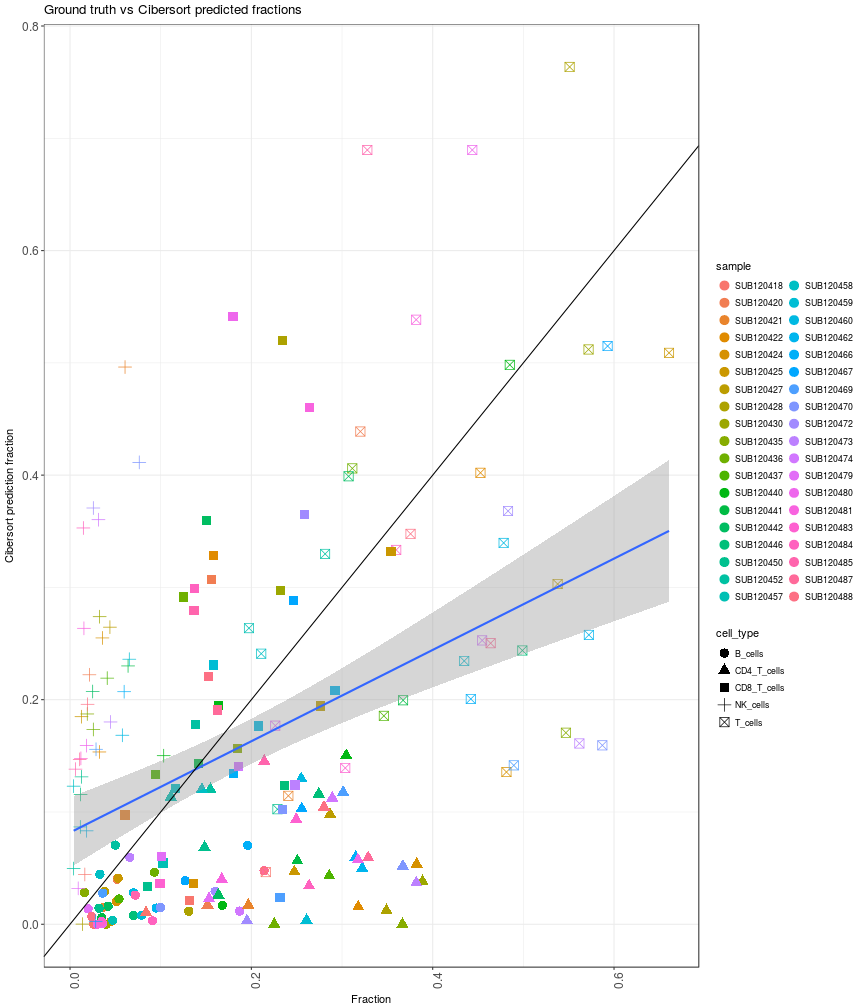 Ground truth vs Cibersort predicted fractions
Cibersort prediction fraction
0.8
0.6
0.4
0.2
0.0
0.0
0.2
0.4
0.6
Fraction
sample
SUB120418
SUB120420
SUB120421
SUB120422
SUB120424
SUB120425
SUB120427
SUB120428
SUB120430
SUB120435
SUB120436
SUB120437
SUB120440
SUB120441
SUB120442
SUB120446
SUB120450
SUB120452
SUB120457
SUB120458
SUB120459
SUB120460
SUB120462
SUB120466
SUB120467
SUB120469
SUB120470
SUB120472
SUB120473
SUB120474
SUB120479
SUB120480
SUB120481
SUB120483
SUB120484
SUB120485
SUB120487
SUB120488
cell_type
B_cells
CD4_T_cells
CD8_T_cells
NK_cells
T_cells